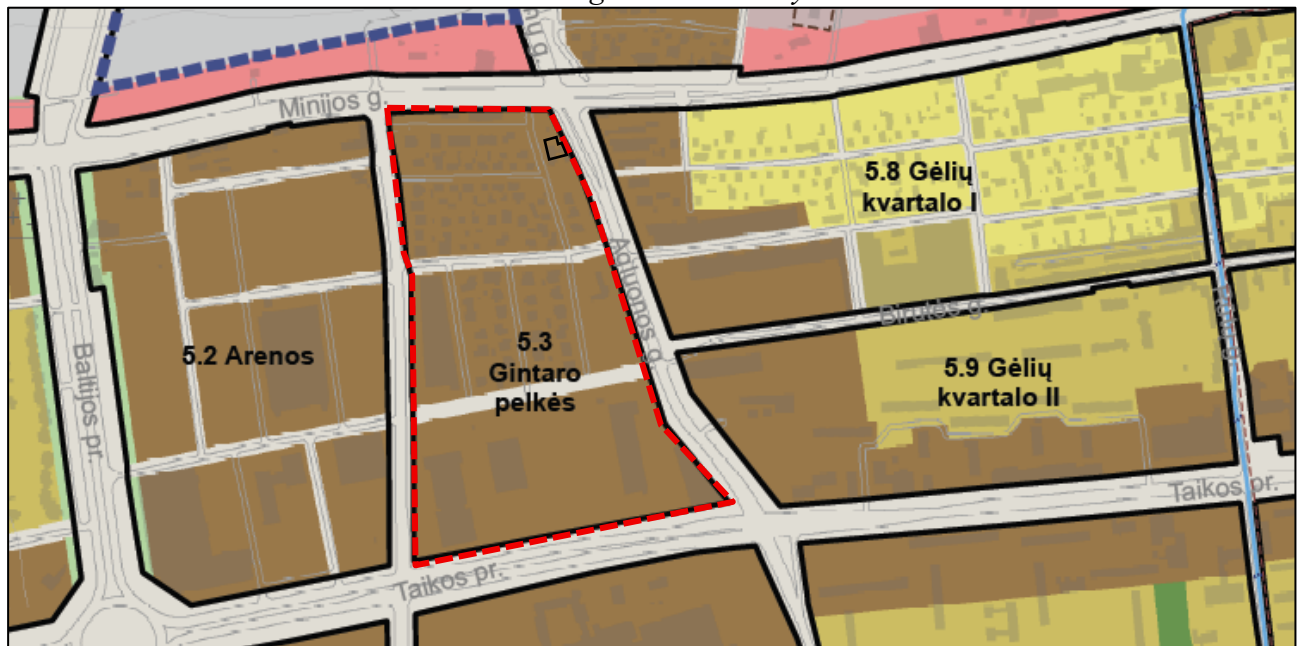 Minijos g.
nų g.
5.8 Gėlių
kvartalo I
Agluonos g.
Birutės g.
5.2 Arenos
5.3
Gintaro
pelkės
5.9 Gėlių
kvartalo II
Baltijos pr.
Taikos pr.
Taikos pr.